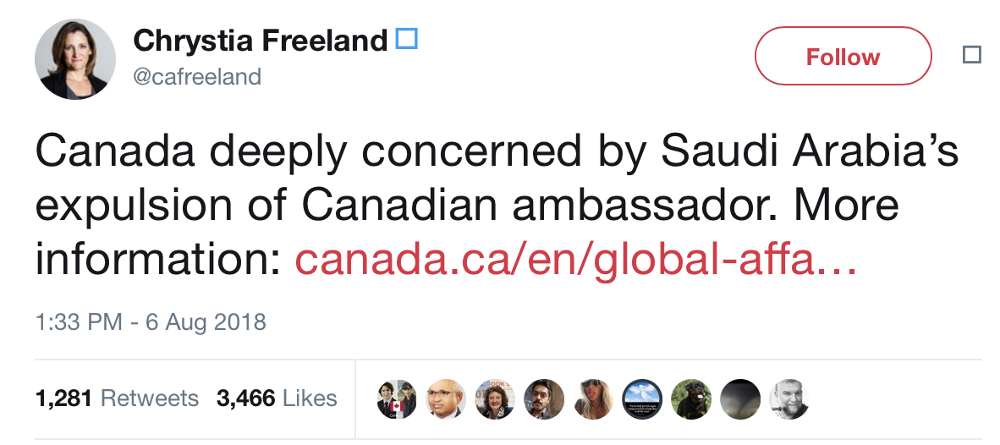 Chrystia Freeland
@cafreeland
Follow
Canada deeply concerned by Saudi Arabia’s
expulsion of Canadian ambassador. More
information: canada.ca/en/global-affa…
1:33 PM - 6 Aug 2018
1,281 Retweets 3,466 Likes